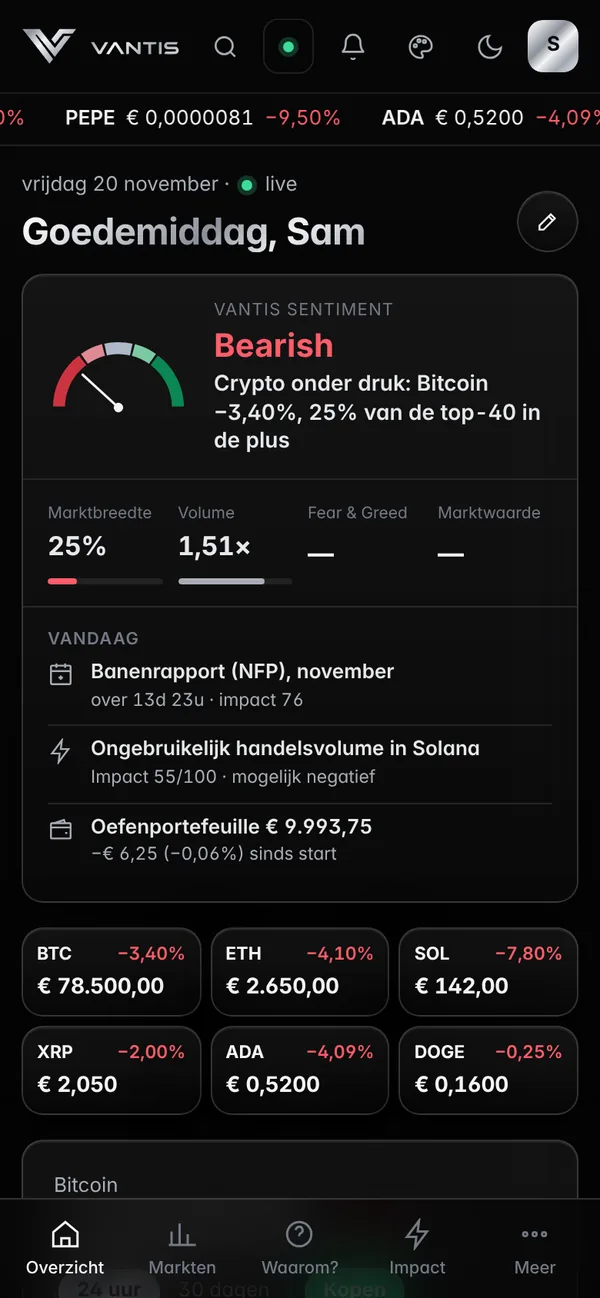 VANTIS
S
0% PEPE € 0,0000081 −9,50% ADA € 0,5200 −4,09%
vrijdag 20 november · live
Goedemiddag, Sam
VANTIS SENTIMENT
Bearish
Crypto onder druk: Bitcoin
−3,40%, 25% van de top-40 in
de plus
Marktbreedte Volume Fear & Greed Marktwaarde
25% 1,51× — —
VANDAAG
Banenrapport (NFP), november
over 13d 23u · impact 76
Ongebruikelijk handelsvolume in Solana
Impact 55/100 · mogelijk negatief
Oefenportefeuille € 9.993,75
−€ 6,25 (−0,06%) sinds start
BTC −3,40% ETH −4,10% SOL −7,80%
€ 78.500,00 € 2.650,00 € 142,00
XRP −2,00% ADA −4,09% DOGE −0,25%
€ 2,050 € 0,5200 € 0,1600
Bitcoin
Overzicht Markten Waarom? Impact Meer
24 uur 30 dagen Kopen